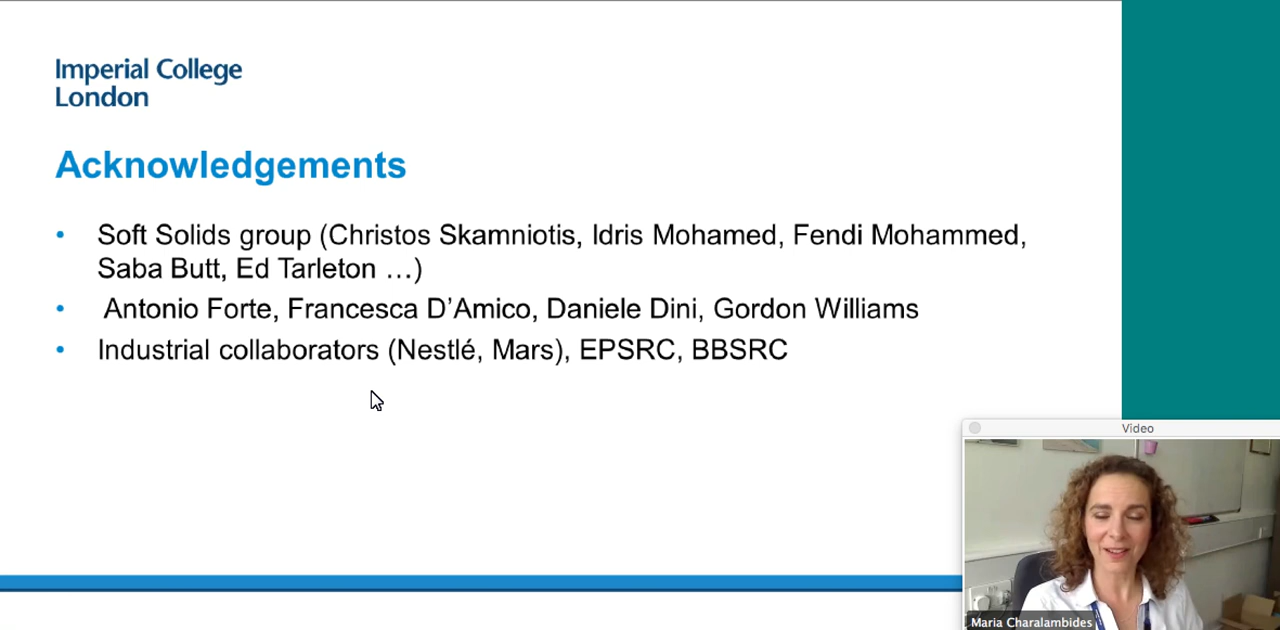 Imperial College
London
Acknowledgements
• Soft Solids group (Christos Skamniotis, Idris Mohamed, Fendi Mohammed,
Saba Butt, Ed Tarleton …)
• Antonio Forte, Francesca D’Amico, Daniele Dini, Gordon Williams
• Industrial collaborators (Nestlé, Mars), EPSRC, BBSRC
Video
Maria Charalambides